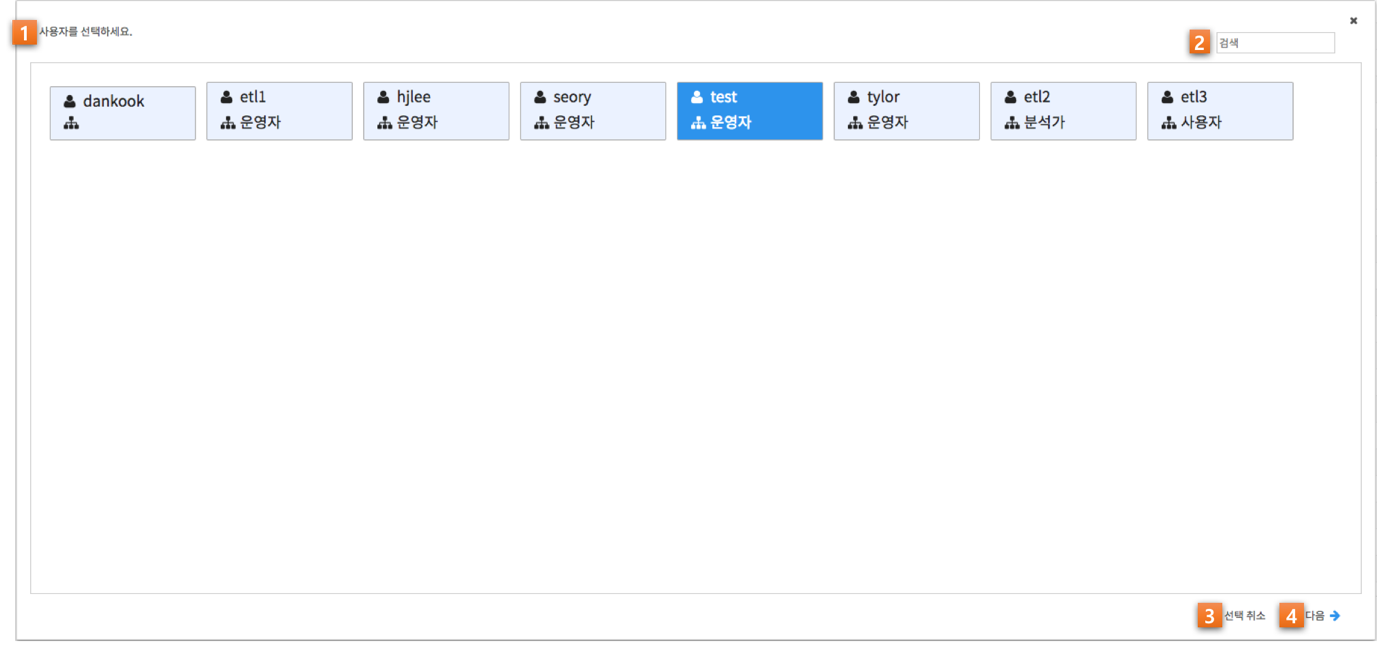 1 사용자를 선택하세요.
✖
2 검색
dankook
etl1
운영자
hjlee
운영자
seory
운영자
test
운영자
tylor
운영자
etl2
분석가
etl3
사용자
3 선택 취소
4 다음 →